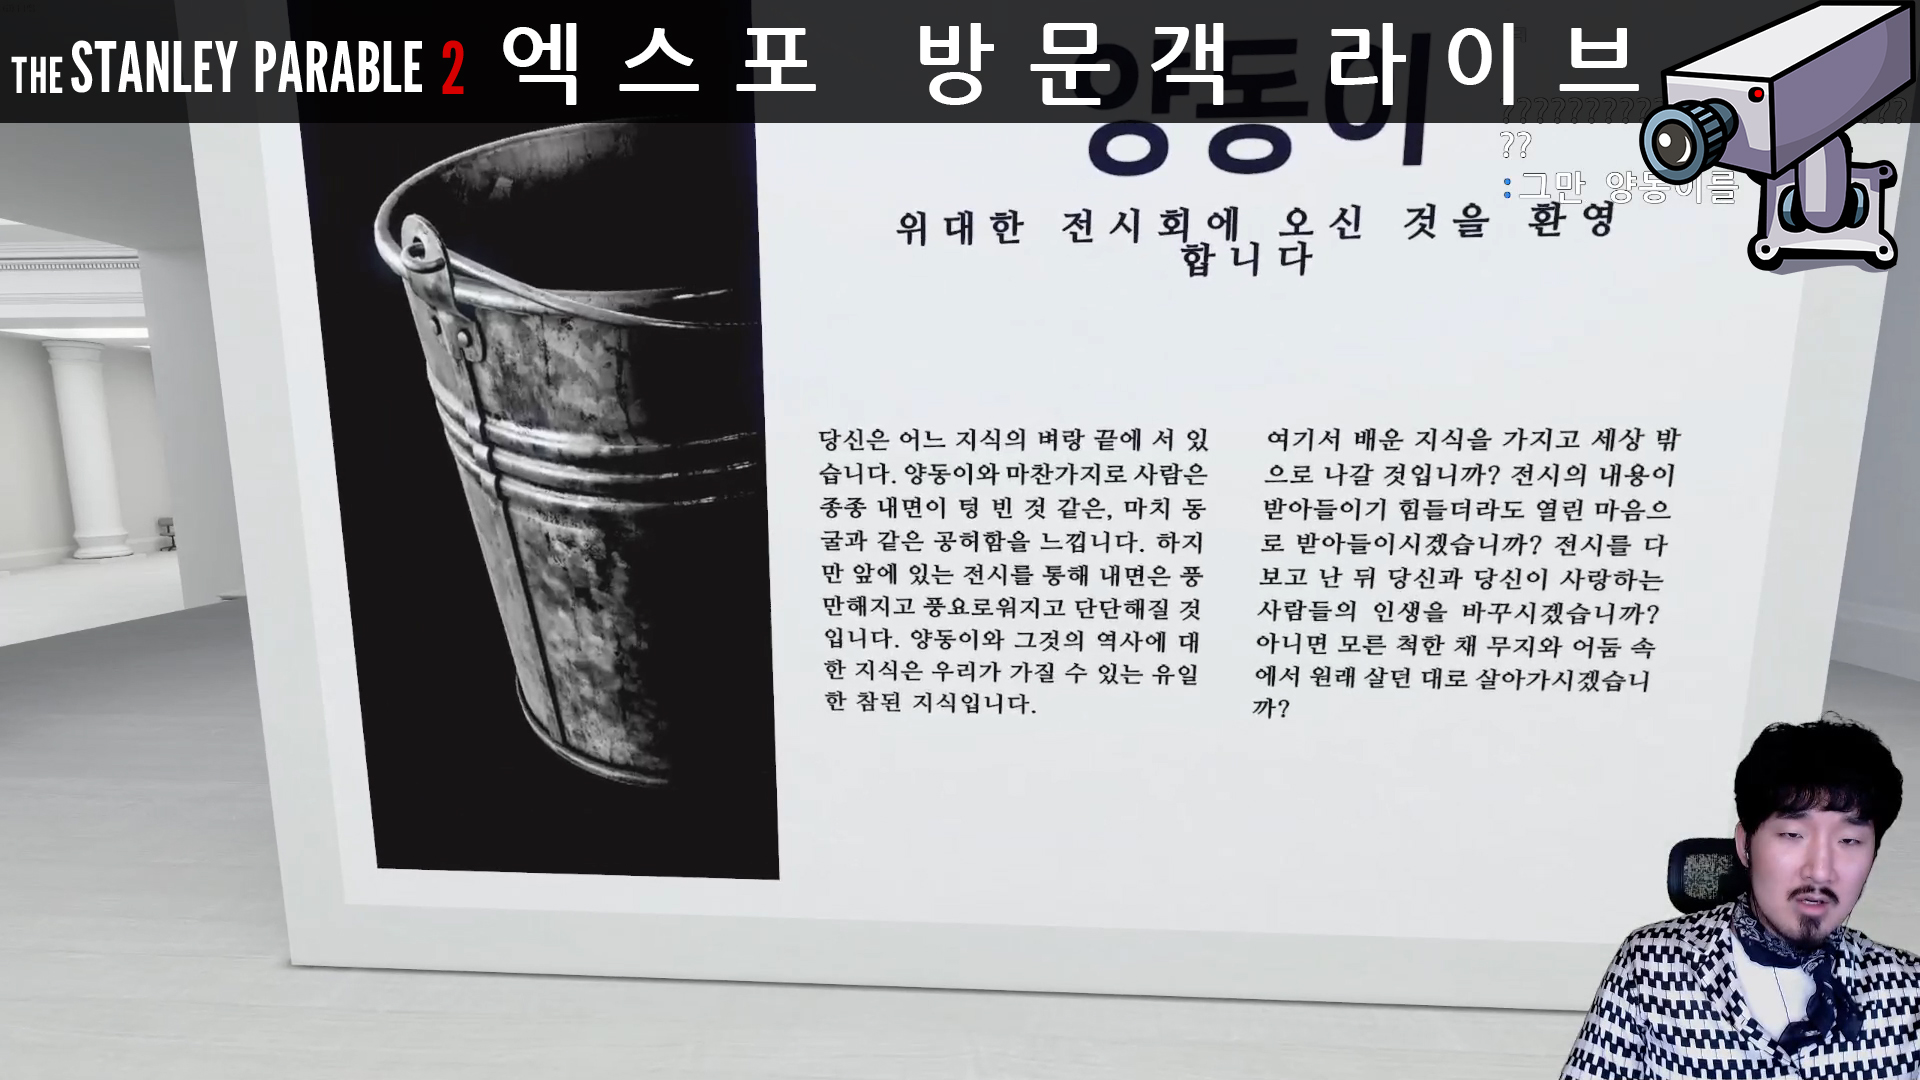 THE STANLEY PARABLE 2 엑스포 방문객 라이브
양동이
??
:그만 양동이를
위대한 전시회에 오신 것을 환영
합니다
당신은 어느 지식의 벼랑 끝에 서 있
습니다. 양동이와 마찬가지로 사람은
종종 내면이 텅 빈 것 같은, 마치 동
굴과 같은 공허함을 느낍니다. 하지
만 앞에 있는 전시를 통해 내면은 풍
만해지고 풍요로워지고 단단해질 것
입니다. 양동이와 그것의 역사에 대
한 지식은 우리가 가질 수 있는 유일
한 참된 지식입니다.
여기서 배운 지식을 가지고 세상 밖
으로 나갈 것입니까? 전시의 내용이
받아들이기 힘들더라도 열린 마음으
로 받아들이시겠습니까? 전시를 다
보고 난 뒤 당신과 당신이 사랑하는
사람들의 인생을 바꾸시겠습니까?
아니면 모른 척한 채 무지와 어둠 속
에서 원래 살던 대로 살아가시겠습니
까?